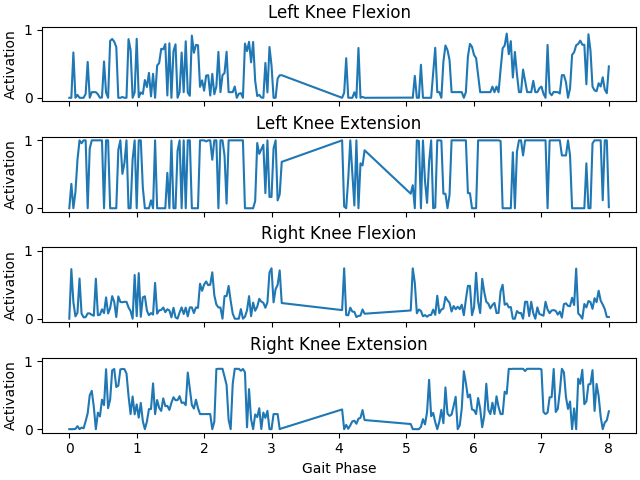 Left Knee Flexion
1
Activation
0
Left Knee Extension
1
Activation
0
Right Knee Flexion
1
Activation
0
Right Knee Extension
1
Activation
0
0 1 2 3 4 5 6 7 8
Gait Phase